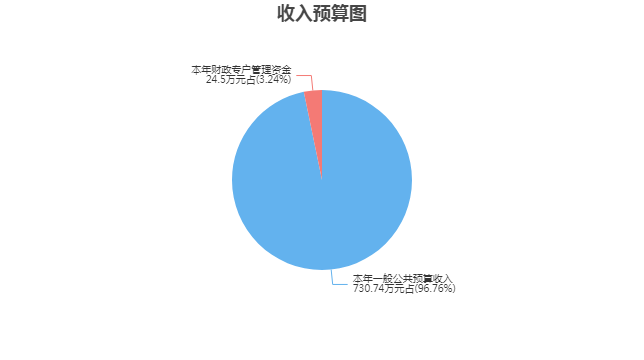 收入预算图
本年财政专户管理资金
24.5万元占(3.24%)
本年一般公共预算收入
730.74万元占(96.76%)